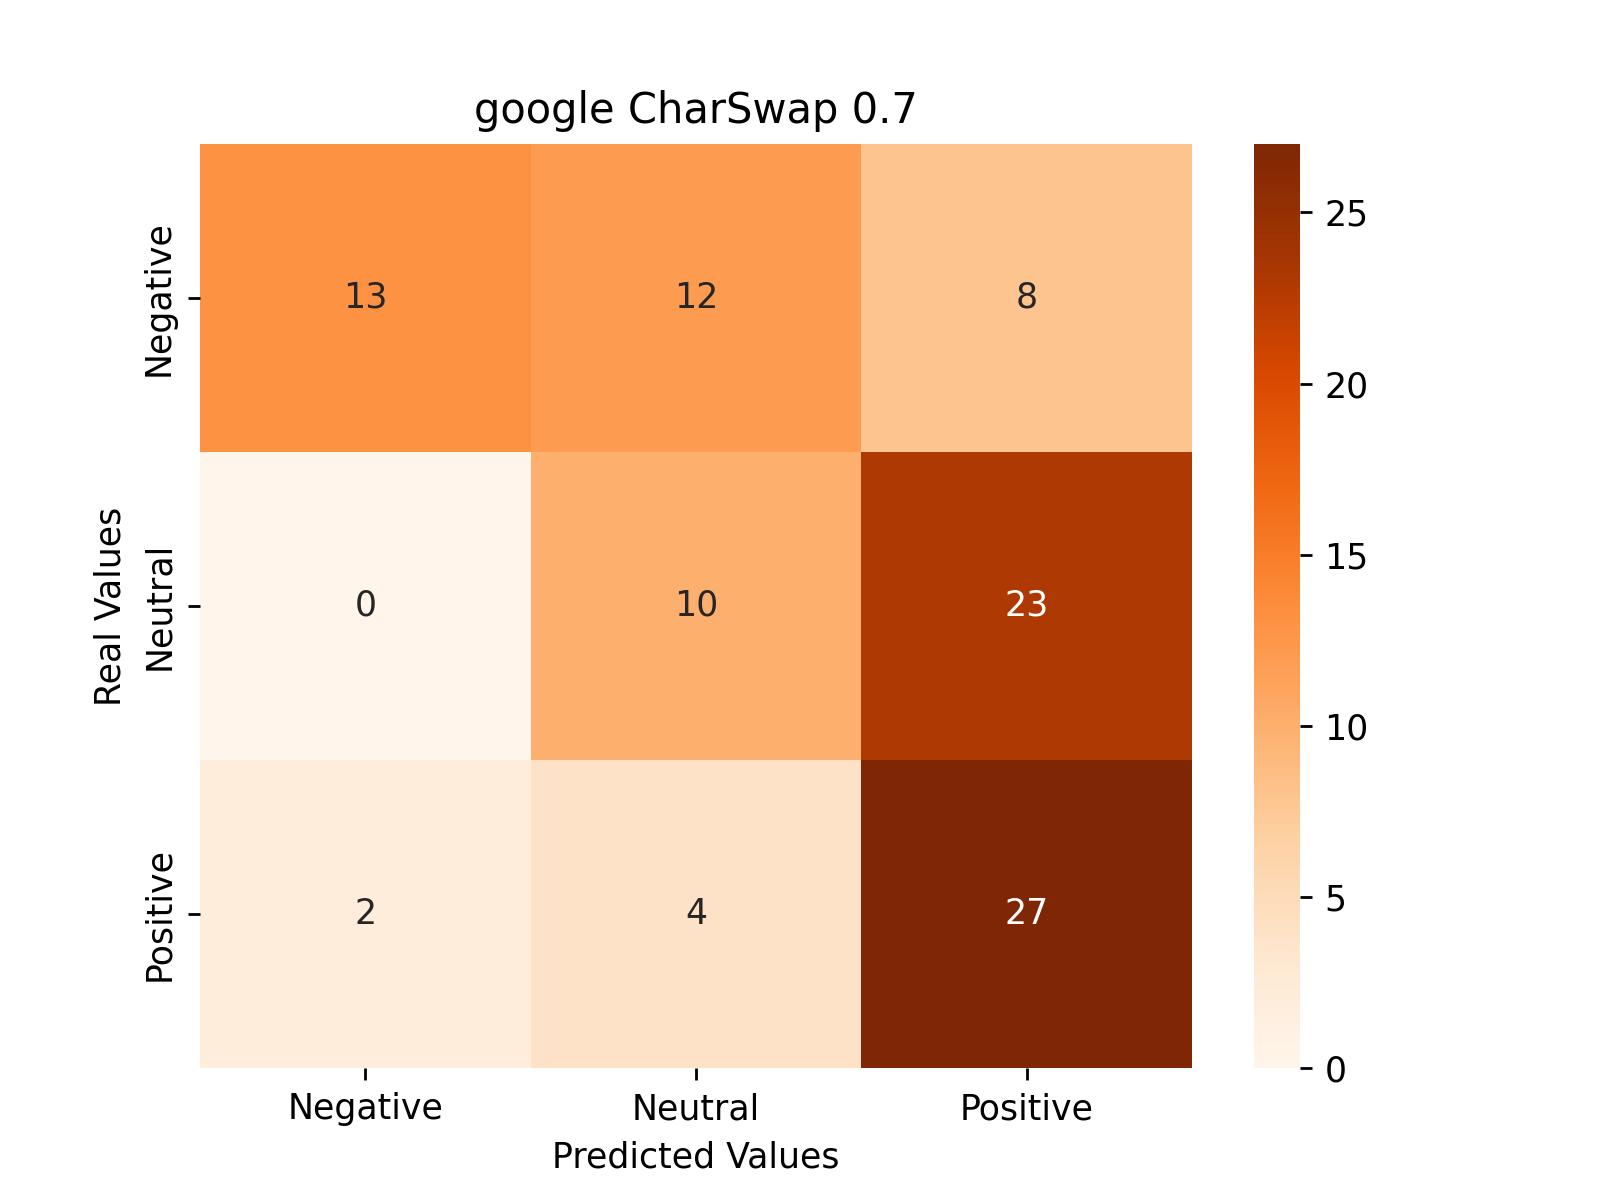 google CharSwap 0.7
Real Values
Negative
13 12 8
Neutral
0 10 23
Positive
2 4 27
Negative Neutral Positive
Predicted Values
25
20
15
10
5
0